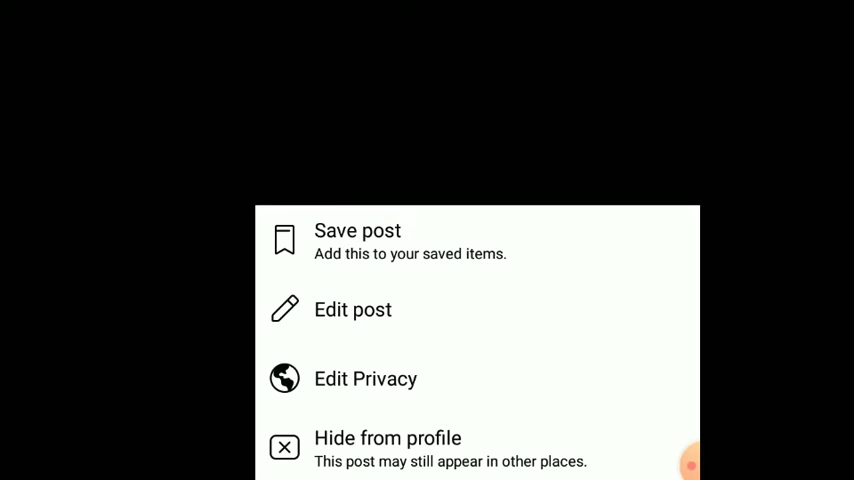 Save post
Add this to your saved items.
Edit post
Edit Privacy
Hide from profile
This post may still appear in other places.